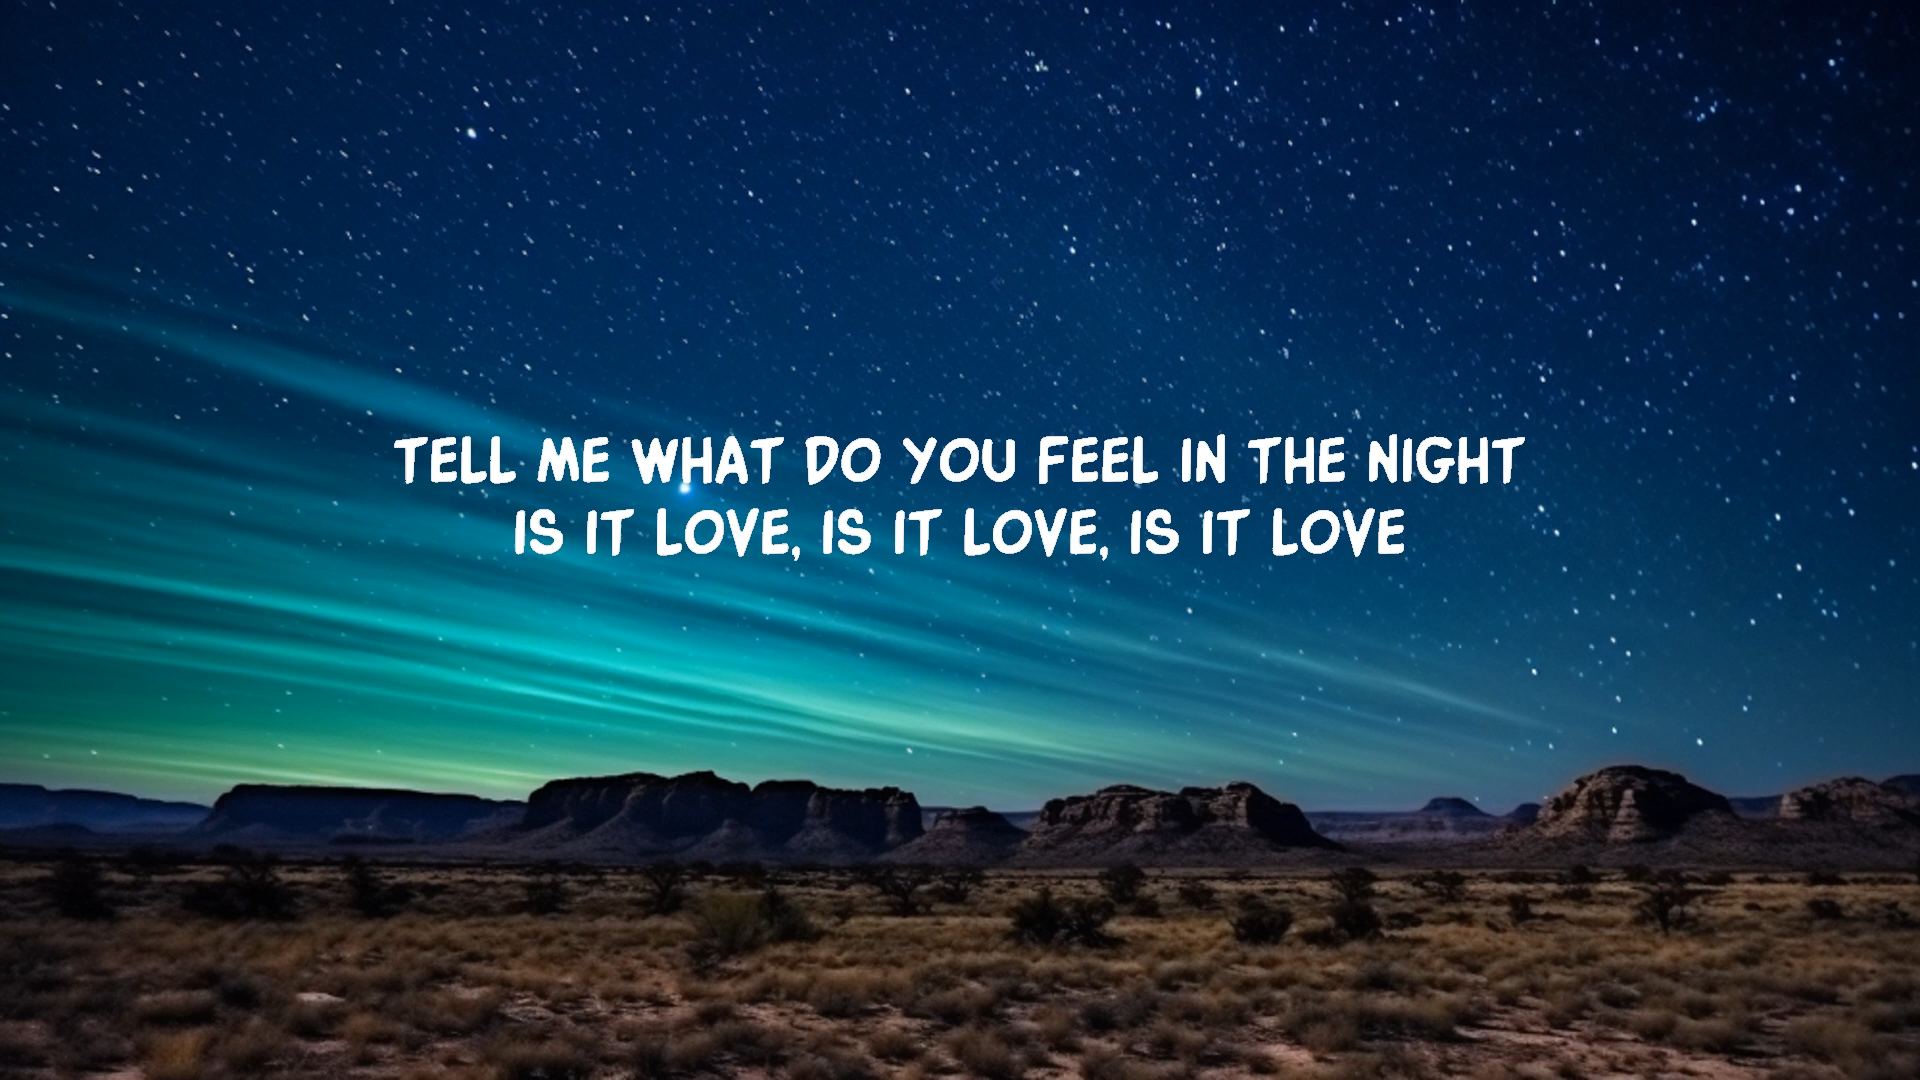 TELL ME WHAT DO YOU FEEL IN THE NIGHT
IS IT LOVE, IS IT LOVE, IS IT LOVE